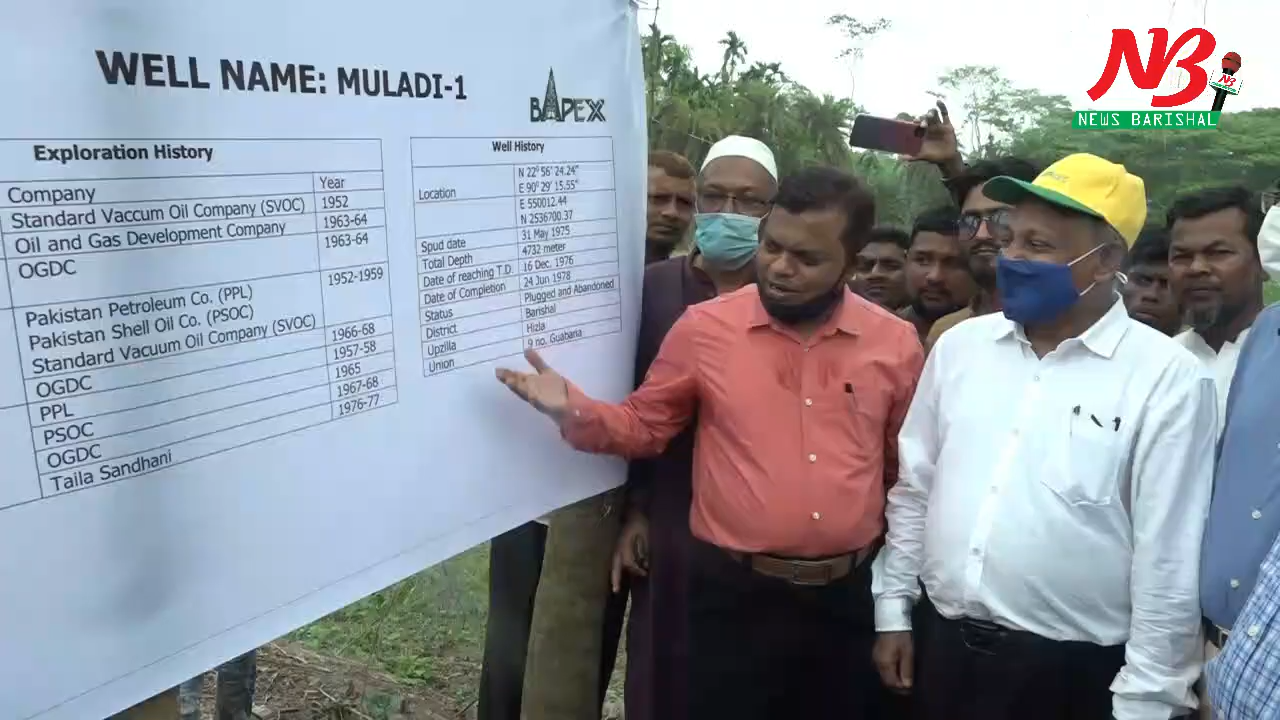 WELL NAME: MULADI-1
BAPEX
NB
NB
NEWS BARISHAL
Exploration History
Company Year
Standard Vaccum Oil Company (SVOC) 1952
Oil and Gas Development Company 1963-64
OGDC 1963-64
Pakistan Petroleum Co. (PPL) 1952-1959
Pakistan Shell Oil Co. (PSOC)
Standard Vacuum Oil Company (SVOC)
OGDC 1966-68
PPL 1957-58
PSOC 1965
OGDC 1967-68
Taila Sandhani 1976-77
Well History
Location N 22° 56' 24.24"
E 90° 29' 15.55"
E 550012.44
N 2536700.37
Spud date 31 May 1975
Total Depth 4732 meter
Date of reaching T.D. 16 Dec. 1976
Date of Completion 24 Jun 1978
Status Plugged and Abandoned
District Barishal
Upzilla Hizla
Union 9 no. Guabaria